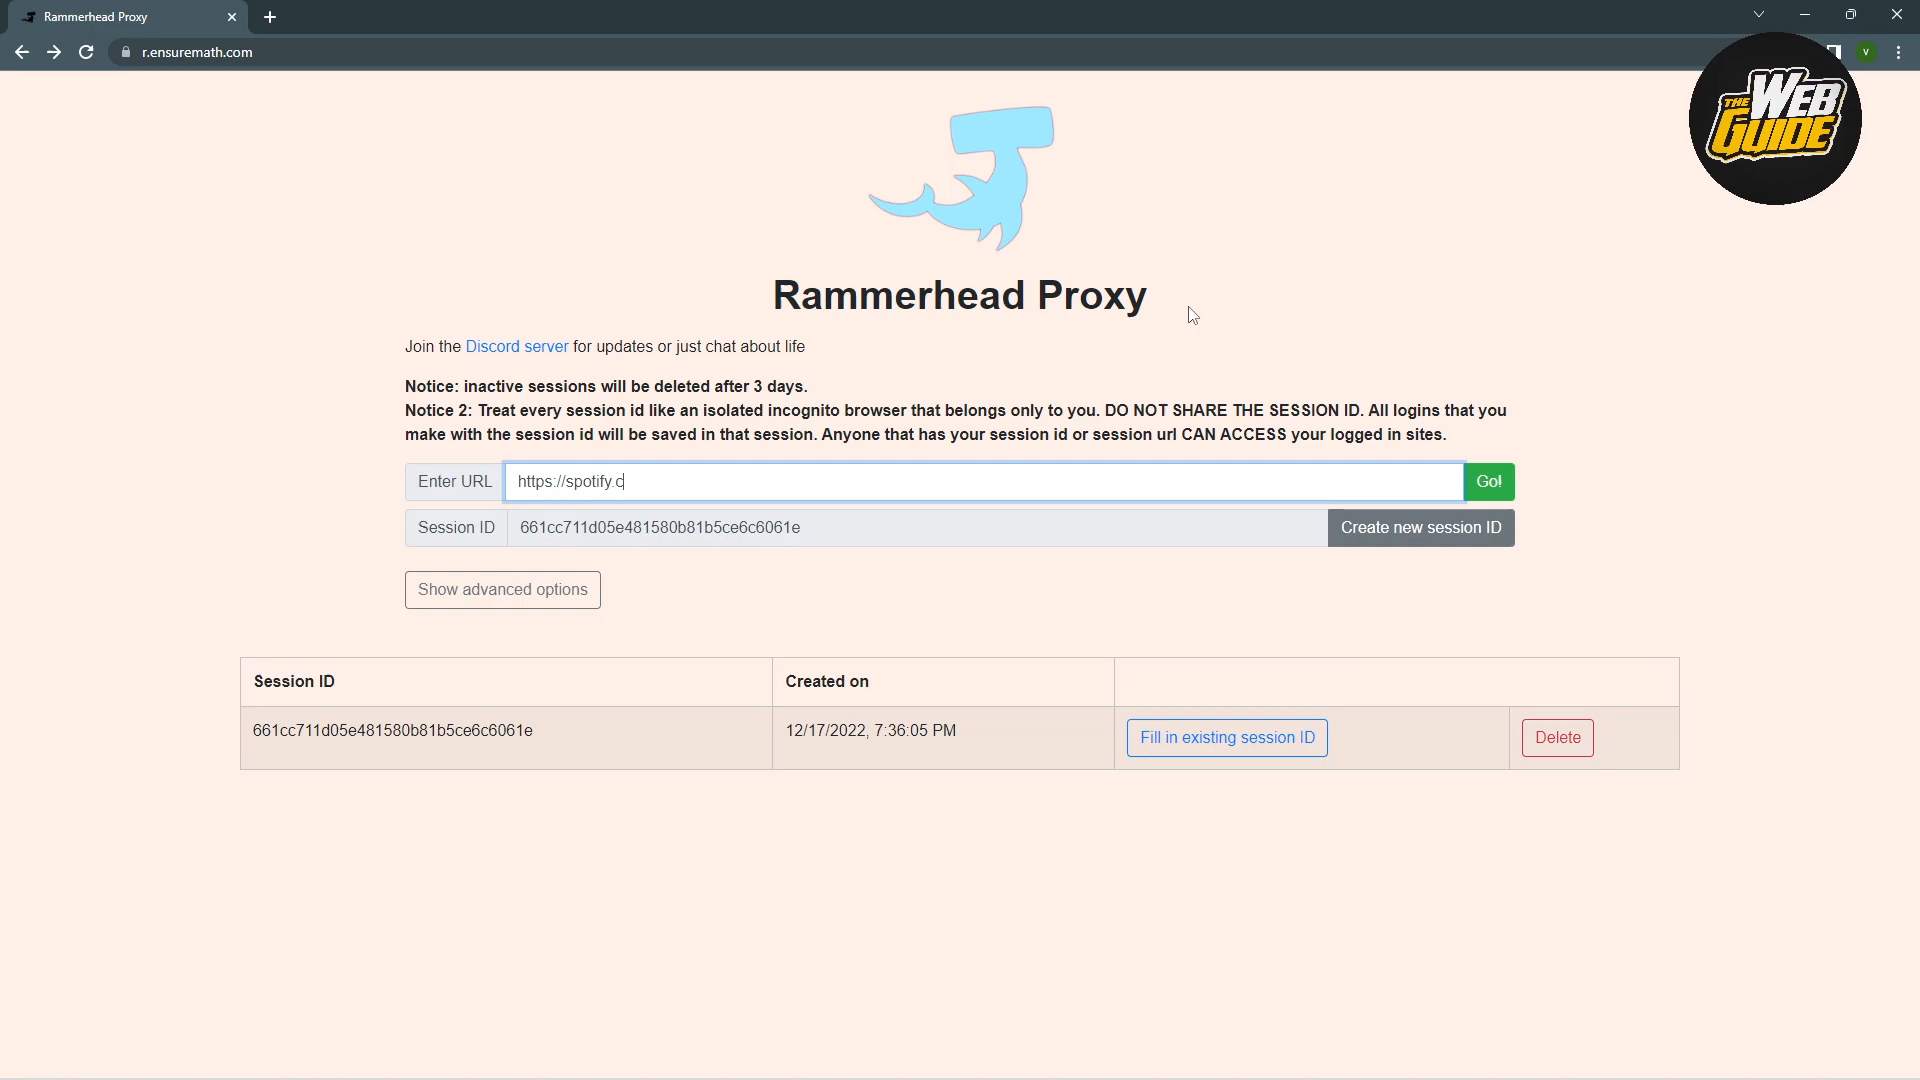 Rammerhead Proxy
r.ensuremath.com
V
THE WEB GUIDE
Rammerhead Proxy
Join the Discord server for updates or just chat about life
Notice: inactive sessions will be deleted after 3 days.
Notice 2: Treat every session id like an isolated incognito browser that belongs only to you. DO NOT SHARE THE SESSION ID. All logins that you
make with the session id will be saved in that session. Anyone that has your session id or session url CAN ACCESS your logged in sites.
Enter URL https://spotify.c Go!
Session ID 661cc711d05e481580b81b5ce6c6061e Create new session ID
Show advanced options
Session ID Created on
661cc711d05e481580b81b5ce6c6061e 12/17/2022, 7:36:05 PM Fill in existing session ID Delete